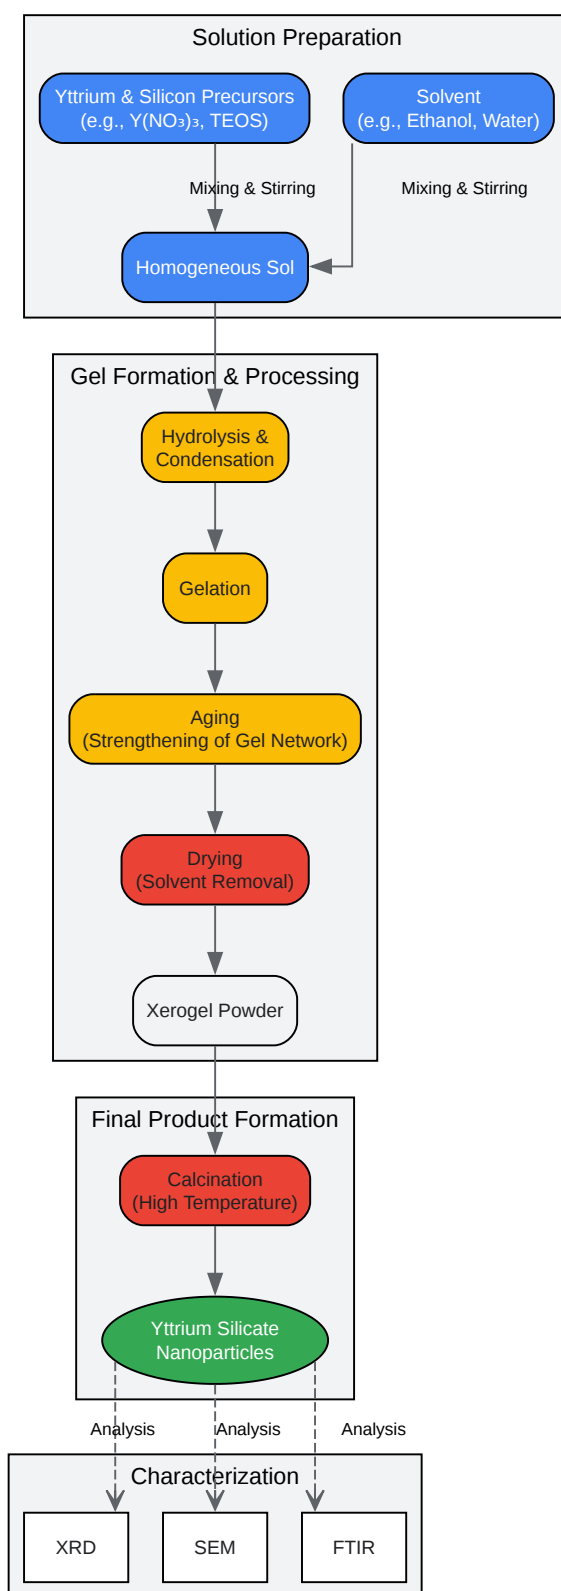 Solution Preparation
Yttrium & Silicon Precursors
(e.g., Y(NO₃)₃, TEOS)
Solvent
(e.g., Ethanol, Water)
Mixing & Stirring
Mixing & Stirring
Homogeneous Sol
Gel Formation & Processing
Hydrolysis &
Condensation
Gelation
Aging
(Strengthening of Gel Network)
Drying
(Solvent Removal)
Xerogel Powder
Final Product Formation
Calcination
(High Temperature)
Yttrium Silicate
Nanoparticles
Analysis
Analysis
Analysis
Characterization
XRD
SEM
FTIR